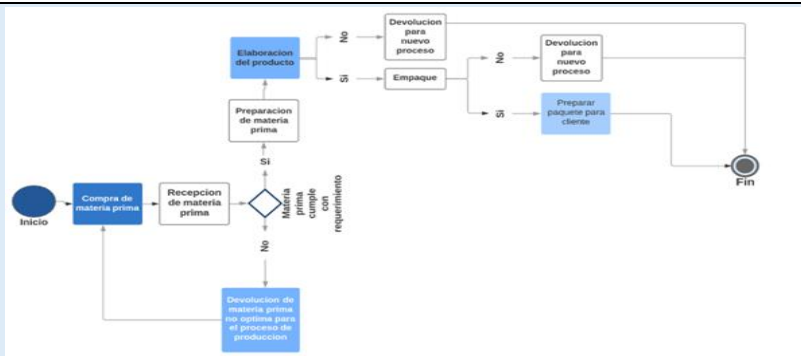 Inicio
Compra de
materia prima
Recepcion
de materia
prima
Materia
prima
cumple
con
requerimiento
Si
Preparacion
de materia
prima
Elaboracion
del producto
No
Devolucion
para
nuevo
proceso
Si
Empaque
No
Devolucion
para
nuevo
proceso
Si
Preparar
paquete para
cliente
Fin
No
Devolucion de
materia prima
no optima para
el proceso de
produccion